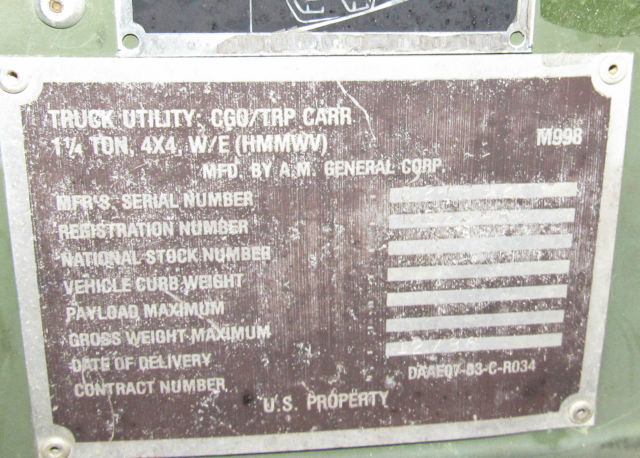 TRUCK UTILITY: CGO/TRP CARR
1¼ TON, 4X4, W/E (HMMWV) M998
MFD. BY A.M. GENERAL CORP.
MFR'S. SERIAL NUMBER
REGISTRATION NUMBER
NATIONAL STOCK NUMBER
VEHICLE CURB WEIGHT
PAYLOAD MAXIMUM
GROSS WEIGHT MAXIMUM
DATE OF DELIVERY
CONTRACT NUMBER DAAE07-83-C-R034
U.S. PROPERTY